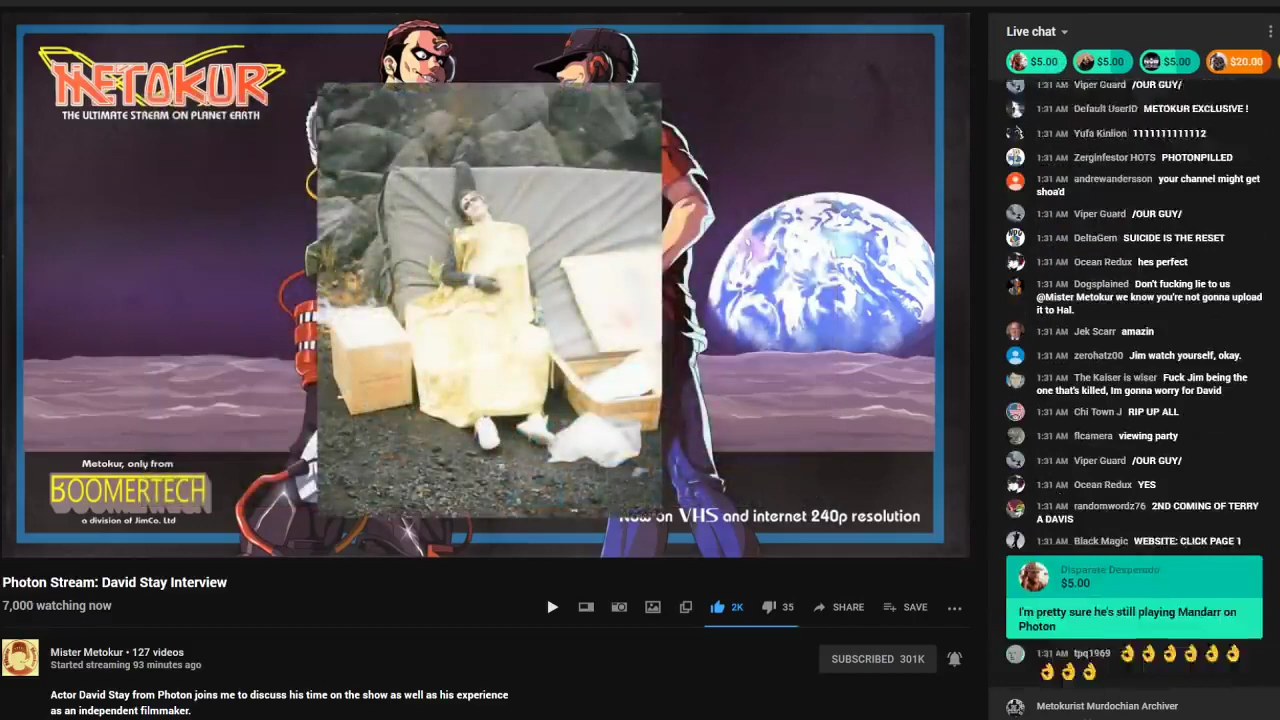 METOKUR
THE ULTIMATE STREAM ON PLANET EARTH
Metokur, only from
BOOMERTECH
a division of JimCo. Ltd
Now on VHS and internet 240p resolution
Photon Stream: David Stay Interview
7,000 watching now
2K
35
SHARE
SAVE
Mister Metokur • 127 videos
Started streaming 93 minutes ago
SUBSCRIBED 301K
Actor David Stay from Photon joins me to discuss his time on the show as well as his experience
as an independent filmmaker.
Live chat
$5.00
$5.00
$5.00
$20.00
Viper Guard /OUR GUY/
1:31 AM Default UserID METOKUR EXCLUSIVE !
1:31 AM Yufa Kinlion 1111111111112
1:31 AM Zerginfestor HOTS PHOTONPILLED
1:31 AM andrewandersson your channel might get
shoa'd
1:31 AM Viper Guard /OUR GUY/
1:31 AM DeltaGem SUICIDE IS THE RESET
1:31 AM Ocean Redux hes perfect
1:31 AM Dogsplained Don't fucking lie to us
@Mister Metokur we know you're not gonna upload
it to Hal.
1:31 AM Jek Scarr amazin
1:31 AM zerohatz00 Jim watch yourself, okay.
1:31 AM The Kaiser is wiser Fuck Jim being the
one that's killed, Im gonna worry for David
1:31 AM Chi Town J RIP UP ALL
1:31 AM flcamera viewing party
1:31 AM Viper Guard /OUR GUY/
1:31 AM Ocean Redux YES
1:31 AM randomwordz76 2ND COMING OF TERRY
A DAVIS
1:31 AM Black Magic WEBSITE: CLICK PAGE 1
Disparate Desperado
$5.00
I'm pretty sure he's still playing Mandarr on
Photon
1:31 AM tpq1969 👌👌👌👌👌👌
👌👌👌
Metokurist Murdochian Archiver